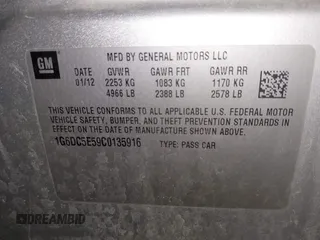 GM
MFD BY GENERAL MOTORS LLC
DATE GVWR GAWR FRT GAWR RR
01/12 2253 KG 1083 KG 1170 KG
4966 LB 2388 LB 2578 LB
THIS VEHICLE CONFORMS TO ALL APPLICABLE U.S. FEDERAL MOTOR
VEHICLE SAFETY, BUMPER, AND THEFT PREVENTION STANDARDS IN
EFFECT ON THE DATE OF MANUFACTURE SHOWN ABOVE.
1G6DC5E59C0135916 TYPE: PASS CAR
DREAMBID